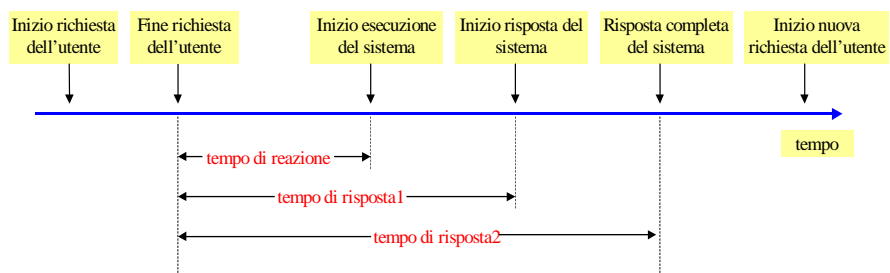 Inizio richiesta
dell'utente
Fine richiesta
dell'utente
Inizio esecuzione
del sistema
Inizio risposta del
sistema
Risposta completa
del sistema
Inizio nuova
richiesta dell'utente
tempo
tempo di reazione
tempo di risposta1
tempo di risposta2